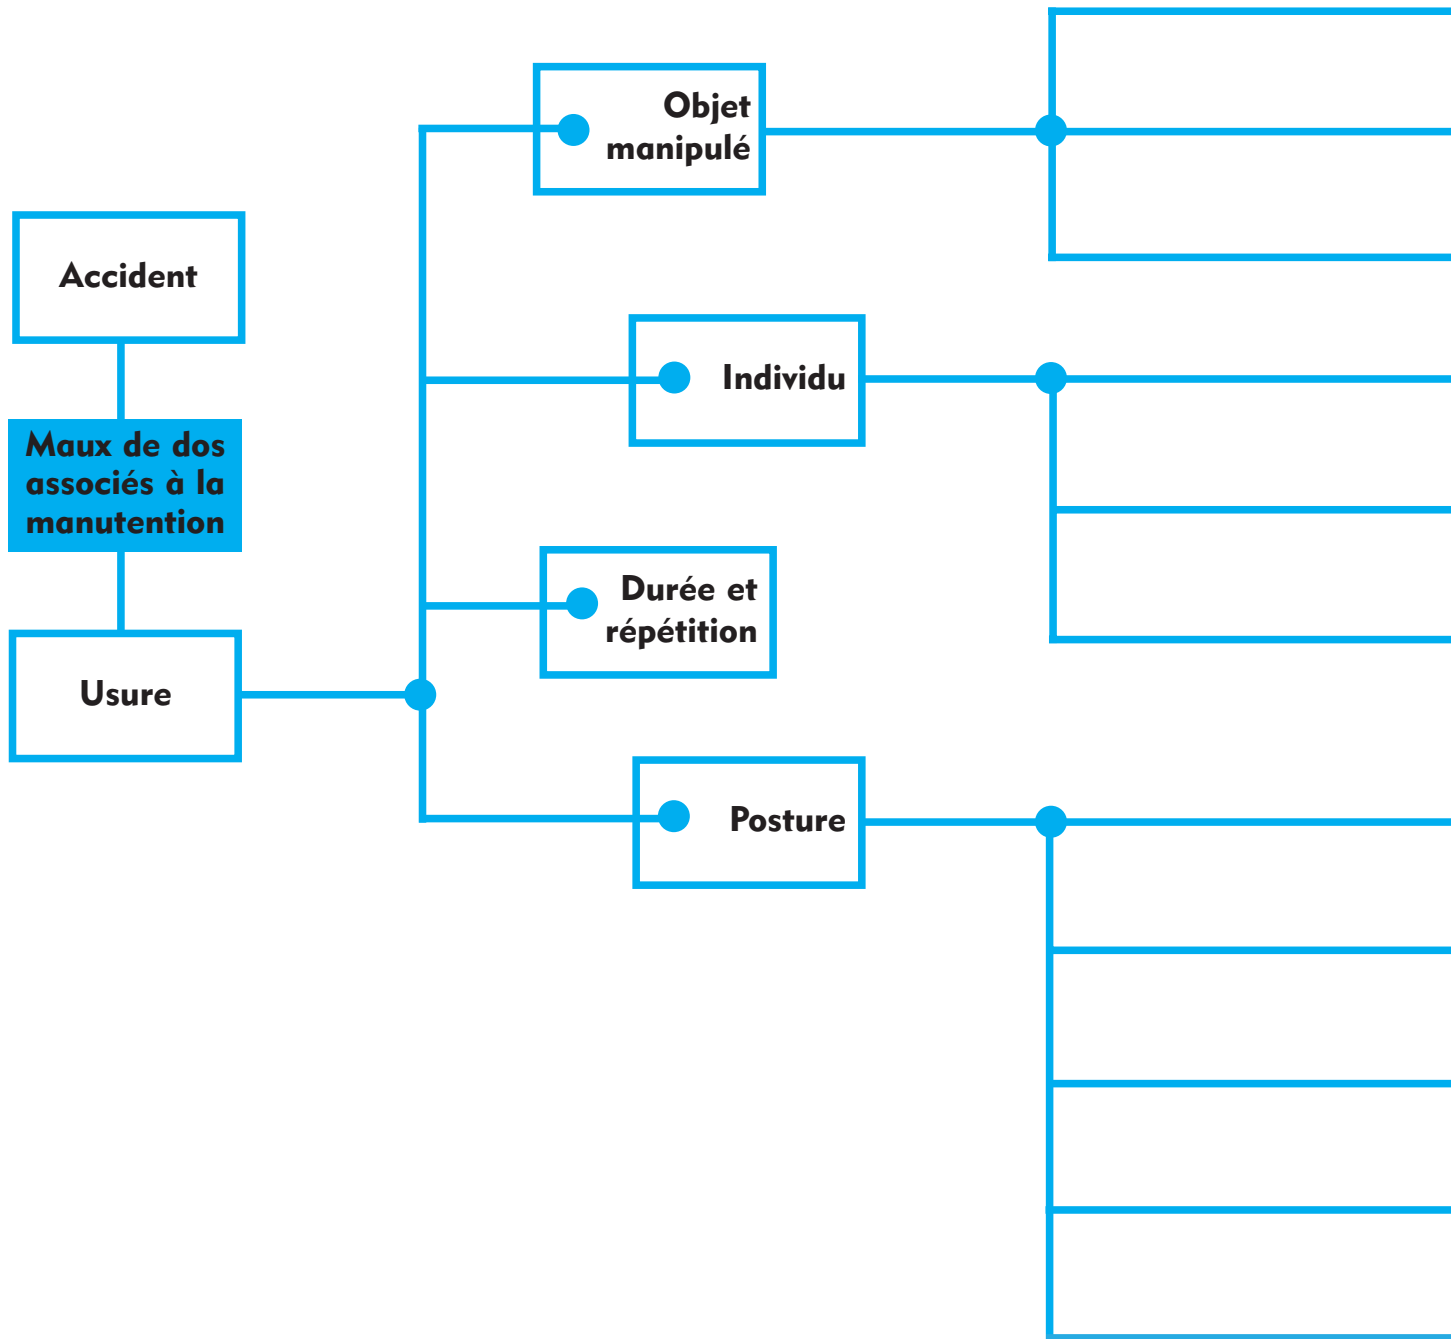 Objet
manipulé
Accident
Individu
Maux de dos
associés à la
manutention
Durée et
répétition
Usure
Posture